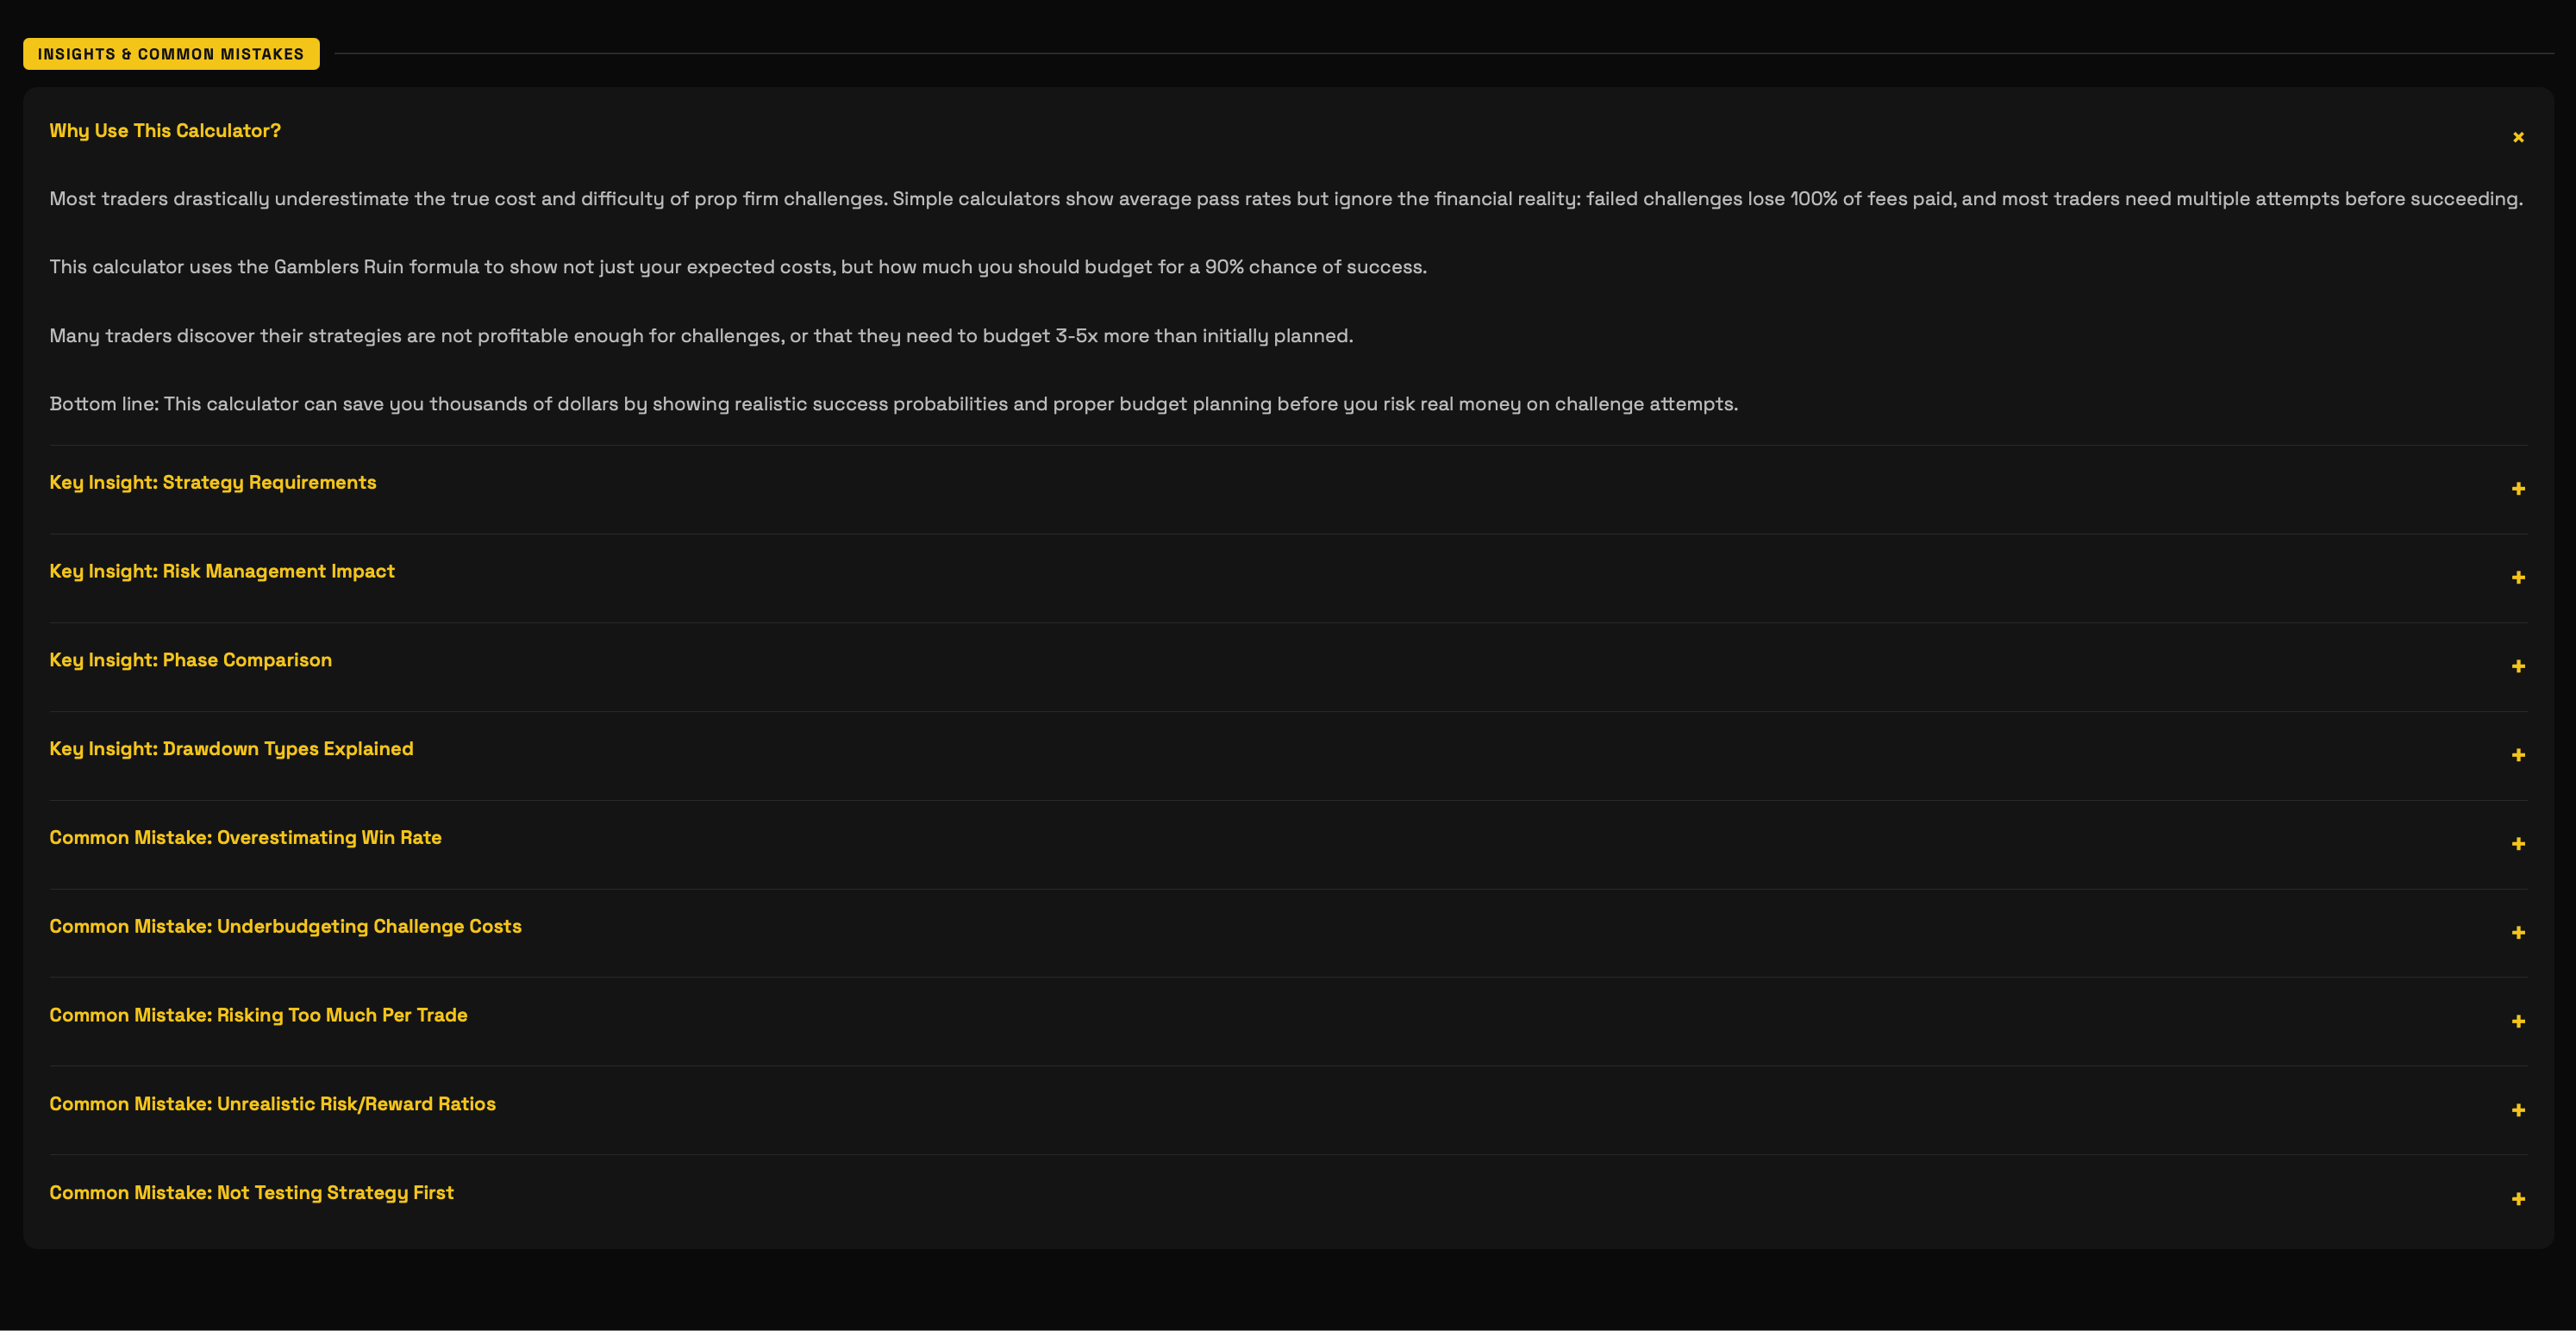 INSIGHTS & COMMON MISTAKES
Why Use This Calculator?
Most traders drastically underestimate the true cost and difficulty of prop firm challenges. Simple calculators show average pass rates but ignore the financial reality: failed challenges lose 100% of fees paid, and most traders need multiple attempts before succeeding.
This calculator uses the Gamblers Ruin formula to show not just your expected costs, but how much you should budget for a 90% chance of success.
Many traders discover their strategies are not profitable enough for challenges, or that they need to budget 3-5x more than initially planned.
Bottom line: This calculator can save you thousands of dollars by showing realistic success probabilities and proper budget planning before you risk real money on challenge attempts.
Key Insight: Strategy Requirements
Key Insight: Risk Management Impact
Key Insight: Phase Comparison
Key Insight: Drawdown Types Explained
Common Mistake: Overestimating Win Rate
Common Mistake: Underbudgeting Challenge Costs
Common Mistake: Risking Too Much Per Trade
Common Mistake: Unrealistic Risk/Reward Ratios
Common Mistake: Not Testing Strategy First